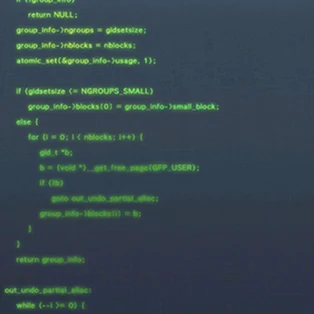 if (!group_info)
return NULL;
group_info->ngroups = gidsetsize;
group_info->nblocks = nblocks;
atomic_set(&group_info->usage, 1);
if (gidsetsize <= NGROUPS_SMALL)
group_info->blocks[0] = group_info->small_block;
else {
for (i = 0; i < nblocks; i++) {
gid_t *b;
b = (void *)__get_free_page(GFP_USER);
if (!b)
goto out_undo_partial_alloc;
group_info->blocks[i] = b;
}
}
return group_info;
out_undo_partial_alloc:
while (--i >= 0) {